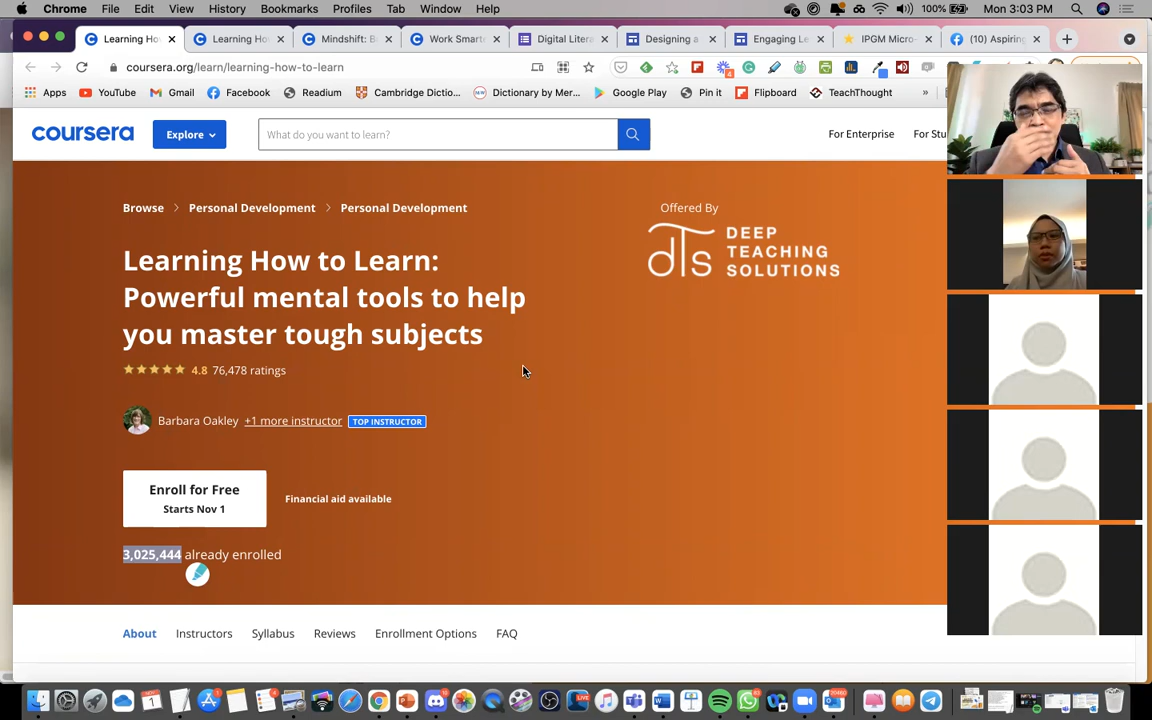 Chrome File Edit View History Bookmarks Profiles Tab Window Help 100% Mon 3:03 PM
Learning Ho Learning Ho Mindshift: B Work Smart Digital Litera Designing a Engaging Le IPGM Micro- (10) Aspiring
coursera.org/learn/learning-how-to-learn
Apps YouTube Gmail Facebook Readium Cambridge Dictio... Dictionary by Mer... Google Play Pin it Flipboard TeachThought »
coursera Explore What do you want to learn? For Enterprise For Stu
Browse Personal Development Personal Development
Offered By
dTs DEEP
TEACHING
SOLUTIONS
Learning How to Learn:
Powerful mental tools to help
you master tough subjects
4.8 76,478 ratings
Barbara Oakley +1 more instructor TOP INSTRUCTOR
Enroll for Free
Starts Nov 1
Financial aid available
3,025,444 already enrolled
About Instructors Syllabus Reviews Enrollment Options FAQ